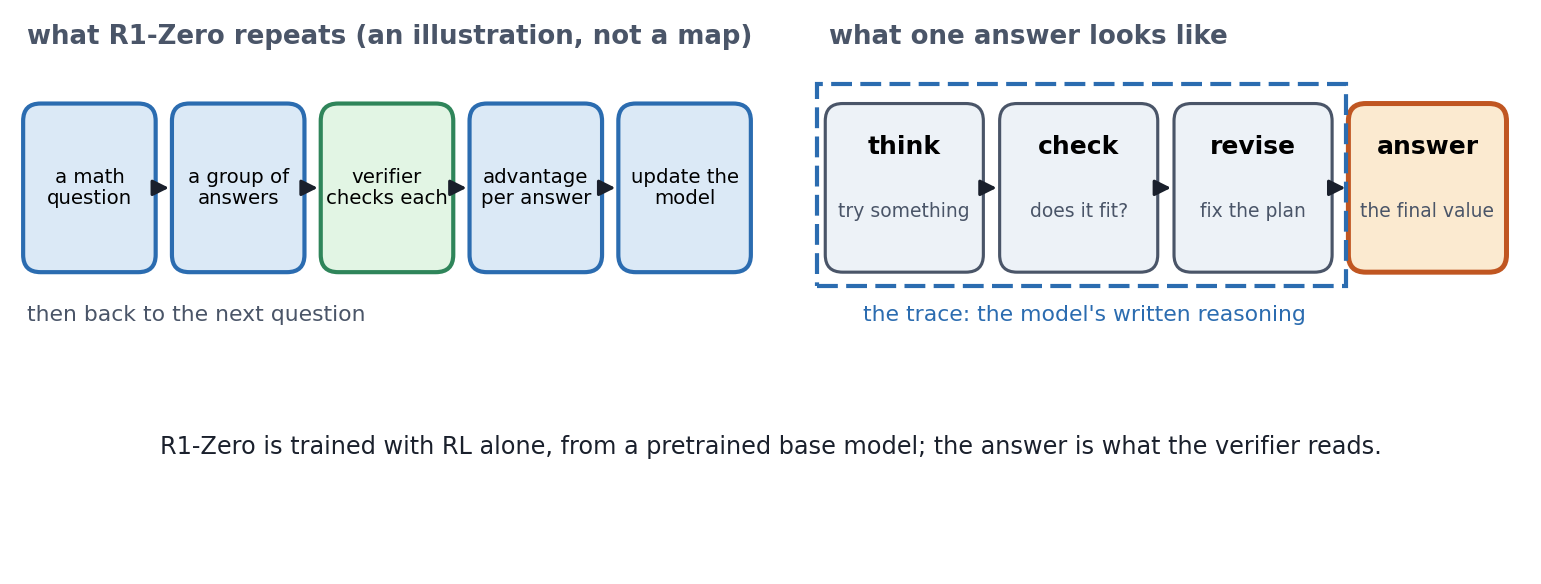 what R1-Zero repeats (an illustration, not a map)
a math
question
a group of
answers
verifier
checks each
advantage
per answer
update the
model
then back to the next question
what one answer looks like
think
try something
check
does it fit?
revise
fix the plan
answer
the final value
the trace: the model's written reasoning
R1-Zero is trained with RL alone, from a pretrained base model; the answer is what the verifier reads.